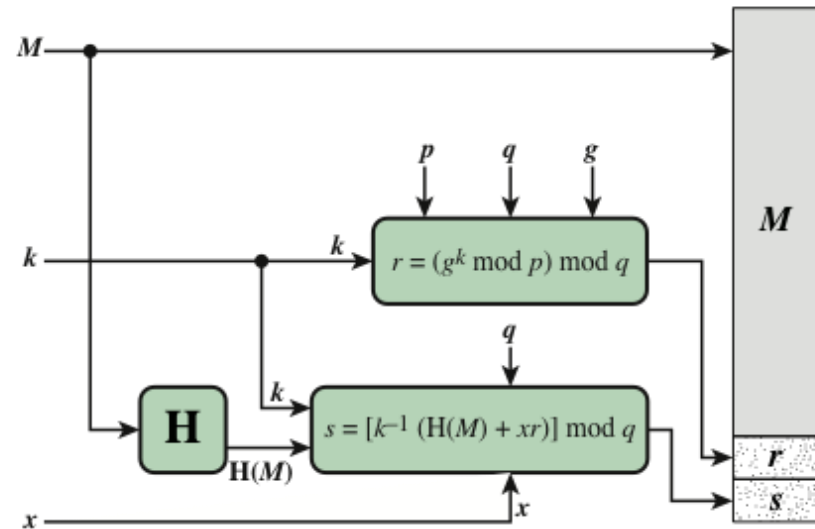 M
p q g
M
k
k
r = (g^k mod p) mod q
q
k
H
s = [k^{-1} (H(M) + xr)] mod q
r
H(M)
x
x
s